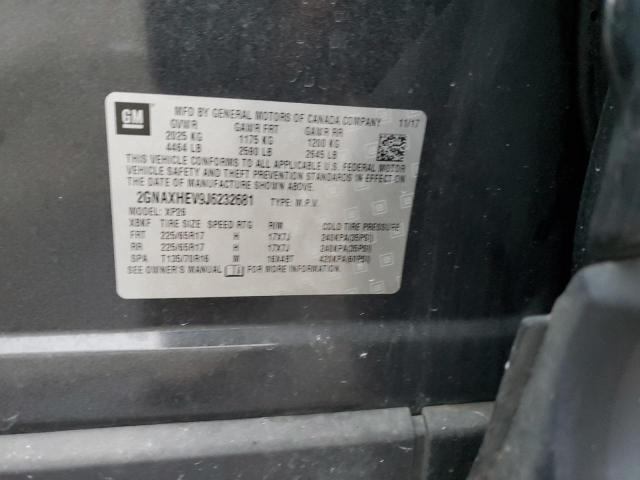 GM
MFD BY GENERAL MOTORS OF CANADA COMPANY 11/17
GVWR GAWR FRT GAWR RR
2025 KG 1175 KG 1200 KG
4464 LB 2590 LB 2645 LB
THIS VEHICLE CONFORMS TO ALL APPLICABLE U.S. FEDERAL MOTOR
VEHICLE SAFETY AND THEFT PREVENTION STANDARDS IN EFFECT ON
THE DATE OF MANUFACTURE SHOWN ABOVE.
2GNAXHEV9J6232681 TYPE: M.P.V.
MODEL: XP26
XBKF TIRE SIZE SPEED RTG RIM COLD TIRE PRESSURE
FRT 225/65R17 H 17X7J 240KPA(35PSI)
RR 225/65R17 H 17X7J 240KPA(35PSI)
SPA T135/70R16 M 16X4BT 420KPA(60PSI)
SEE OWNER'S MANUAL FOR MORE INFORMATION.